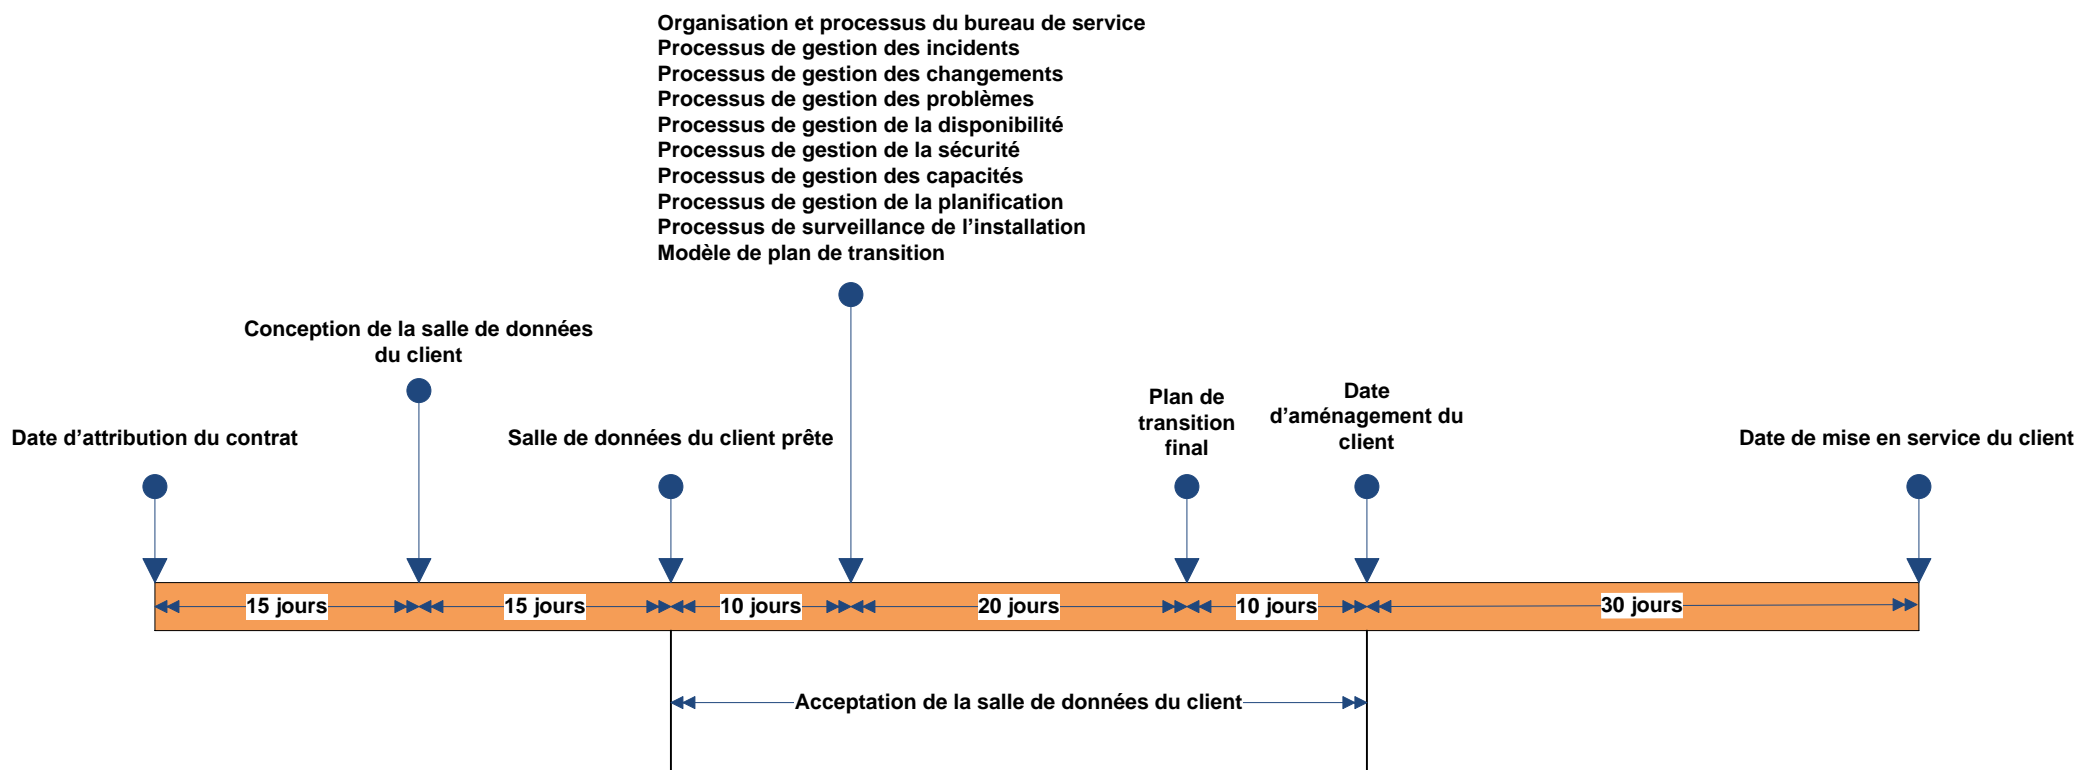 Organisation et processus du bureau de service
Processus de gestion des incidents
Processus de gestion des changements
Processus de gestion des problèmes
Processus de gestion de la disponibilité
Processus de gestion de la sécurité
Processus de gestion des capacités
Processus de gestion de la planification
Processus de surveillance de l’installation
Modèle de plan de transition
Conception de la salle de données
du client
Date d’attribution du contrat
Salle de données du client prête
Plan de
transition
final
Date
d’aménagement du
client
Date de mise en service du client
15 jours
15 jours
10 jours
20 jours
10 jours
30 jours
Acceptation de la salle de données du client